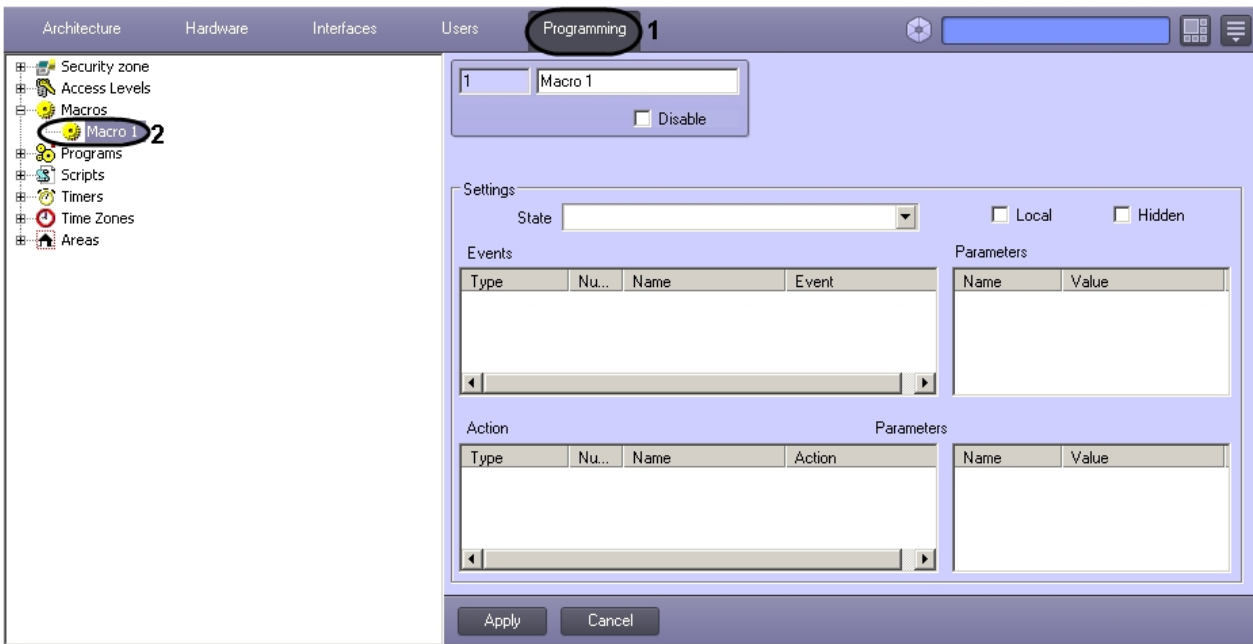 Architecture Hardware Interfaces Users Programming 1
Security zone
Access Levels
Macros
Macro 1 2
Programs
Scripts
Timers
Time Zones
Areas
1 Macro 1
Disable
Settings
State Local Hidden
Events Parameters
Type Nu... Name Event Name Value
Action Parameters
Type Nu... Name Action Name Value
Apply Cancel